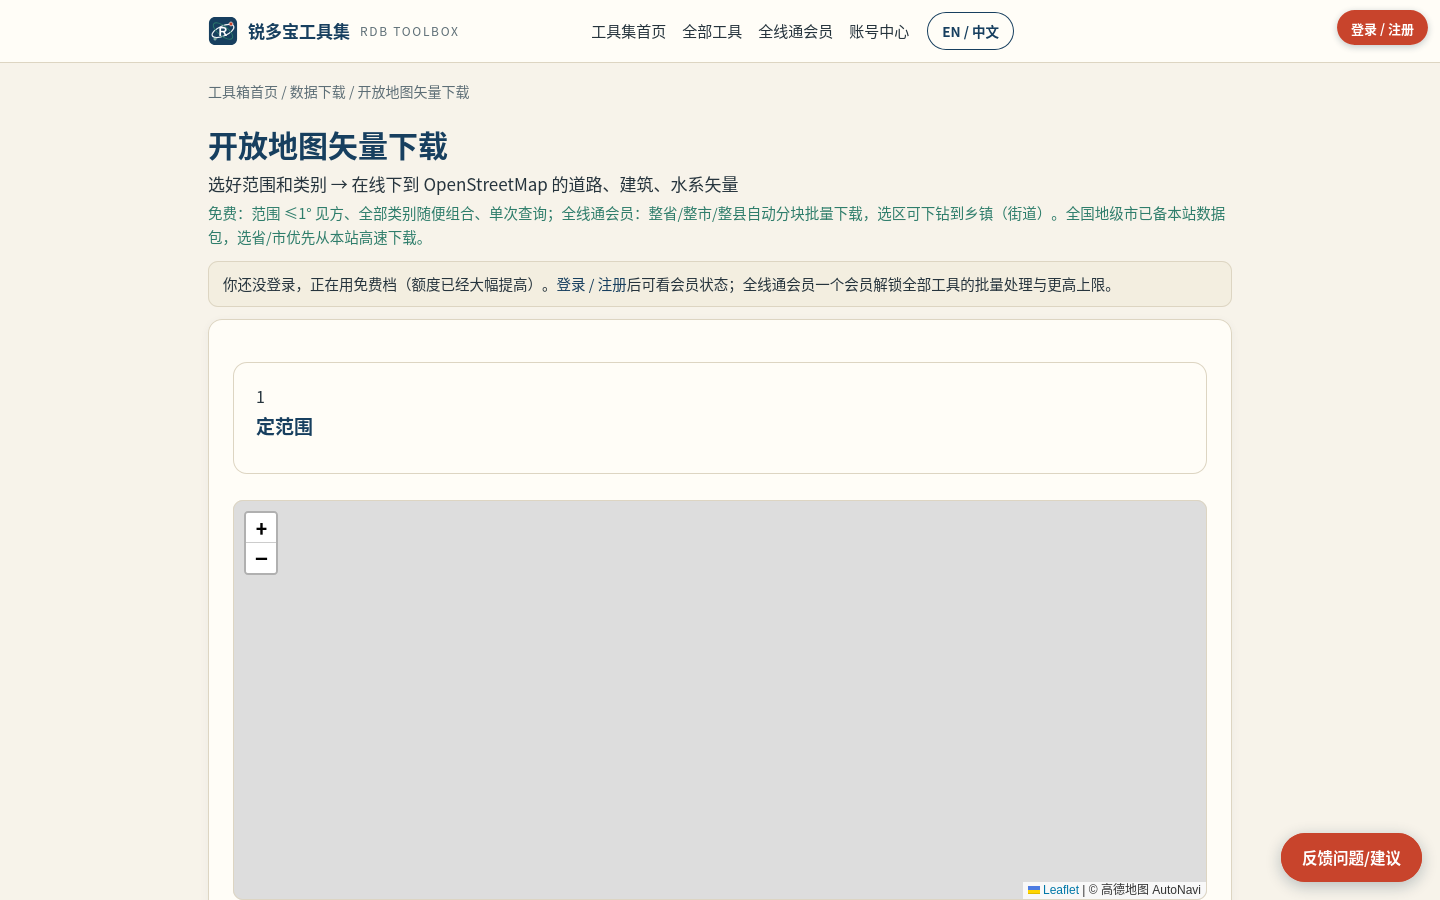 锐多宝工具集 RDB TOOLBOX 工具集首页 全部工具 全线通会员 账号中心 EN / 中文 登录 / 注册
工具箱首页 / 数据下载 / 开放地图矢量下载
开放地图矢量下载
选好范围和类别 → 在线下到 OpenStreetMap 的道路、建筑、水系矢量
免费：范围 ≤1° 见方、全部类别随便组合、单次查询；全线通会员：整省/整市/整县自动分块批量下载，选区可下钻到乡镇（街道）。全国地级市已备本站数据
包，选省/市优先从本站高速下载。
你还没登录，正在用免费档（额度已经大幅提高）。登录 / 注册后可看会员状态；全线通会员一个会员解锁全部工具的批量处理与更高上限。
1
定范围
+
−
反馈问题/建议
Leaflet | © 高德地图 AutoNavi